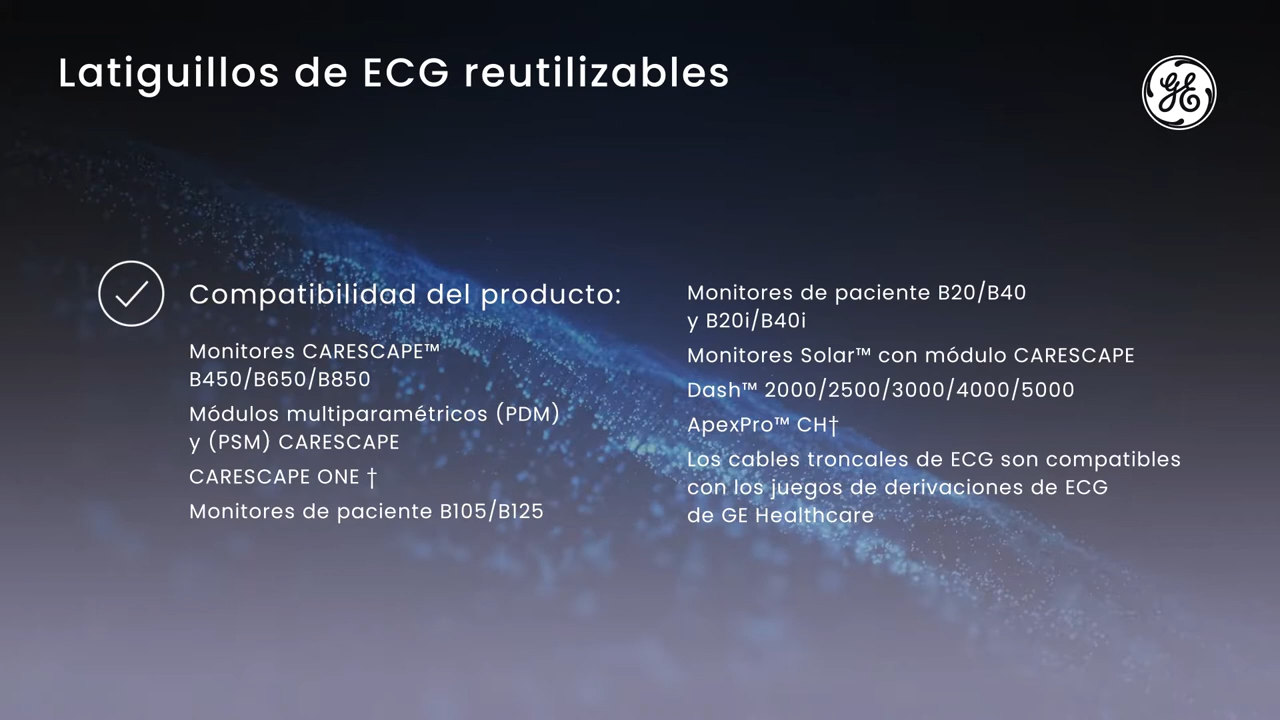 Latiguillos de ECG reutilizables
GE
Compatibilidad del producto:
Monitores CARESCAPE™
B450/B650/B850
Módulos multiparamétricos (PDM)
y (PSM) CARESCAPE
CARESCAPE ONE †
Monitores de paciente B105/B125
Monitores de paciente B20/B40
y B20i/B40i
Monitores Solar™ con módulo CARESCAPE
Dash™ 2000/2500/3000/4000/5000
ApexPro™ CH†
Los cables troncales de ECG son compatibles
con los juegos de derivaciones de ECG
de GE Healthcare